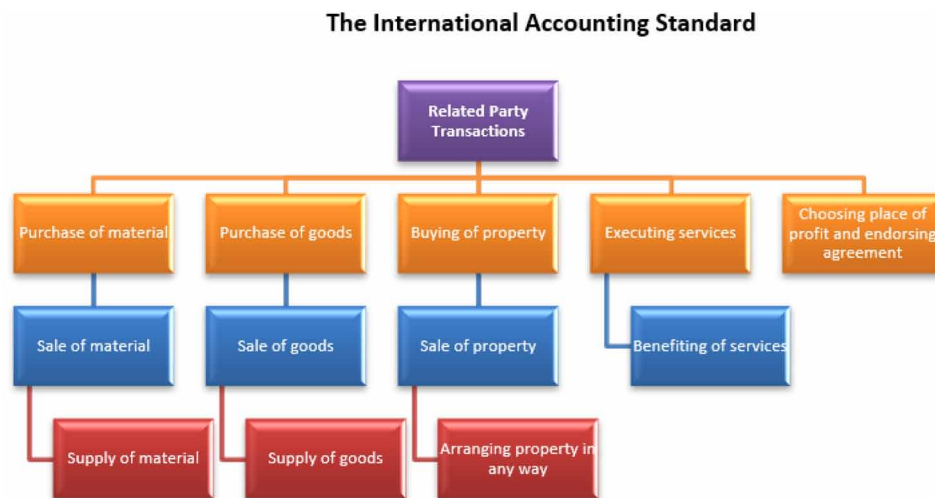 The International Accounting Standard
Related Party
Transactions
Purchase of material
Purchase of goods
Buying of property
Executing services
Choosing place of
profit and endorsing
agreement
Sale of material
Sale of goods
Sale of property
Benefiting of services
Supply of material
Supply of goods
Arranging property in
any way